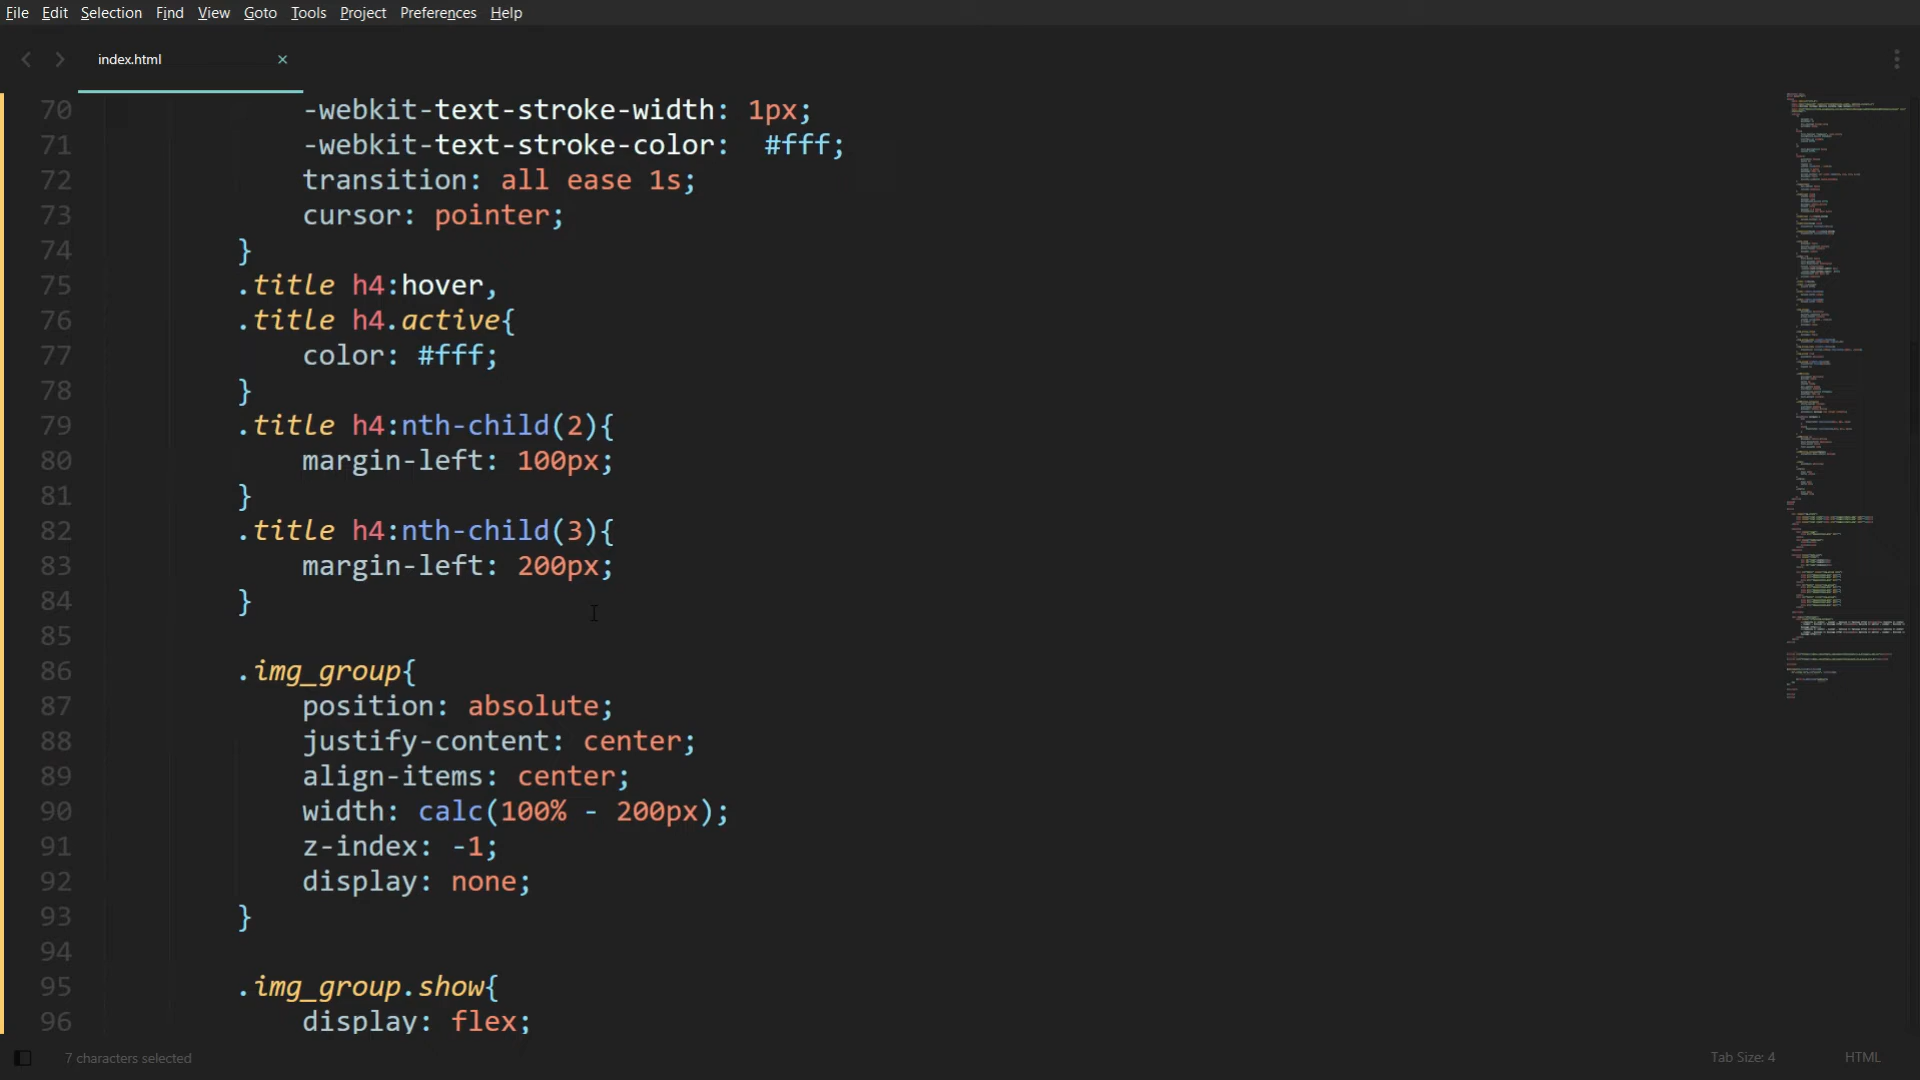 File Edit Selection Find View Goto Tools Project Preferences Help
index.html
70 -webkit-text-stroke-width: 1px;
71 -webkit-text-stroke-color:  #fff;
72 transition: all ease 1s;
73 cursor: pointer;
74 }
75 .title h4:hover,
76 .title h4.active{
77 color: #fff;
78 }
79 .title h4:nth-child(2){
80 margin-left: 100px;
81 }
82 .title h4:nth-child(3){
83 margin-left: 200px;
84 }
85
86 .img_group{
87 position: absolute;
88 justify-content: center;
89 align-items: center;
90 width: calc(100% - 200px);
91 z-index: -1;
92 display: none;
93 }
94
95 .img_group.show{
96 display: flex;
7 characters selected
Tab Size: 4 HTML